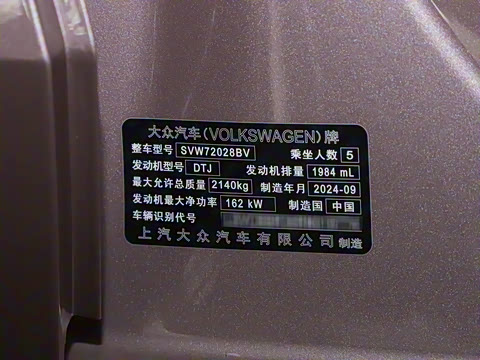 大众汽车(VOLKSWAGEN)牌
整车型号 SVW72028BV 乘坐人数 5
发动机型号 DTJ 发动机排量 1984 mL
最大允许总质量 2140kg 制造年月 2024-09
发动机最大净功率 162 kW 制造国 中国
车辆识别代号
上汽大众汽车有限公司 制造